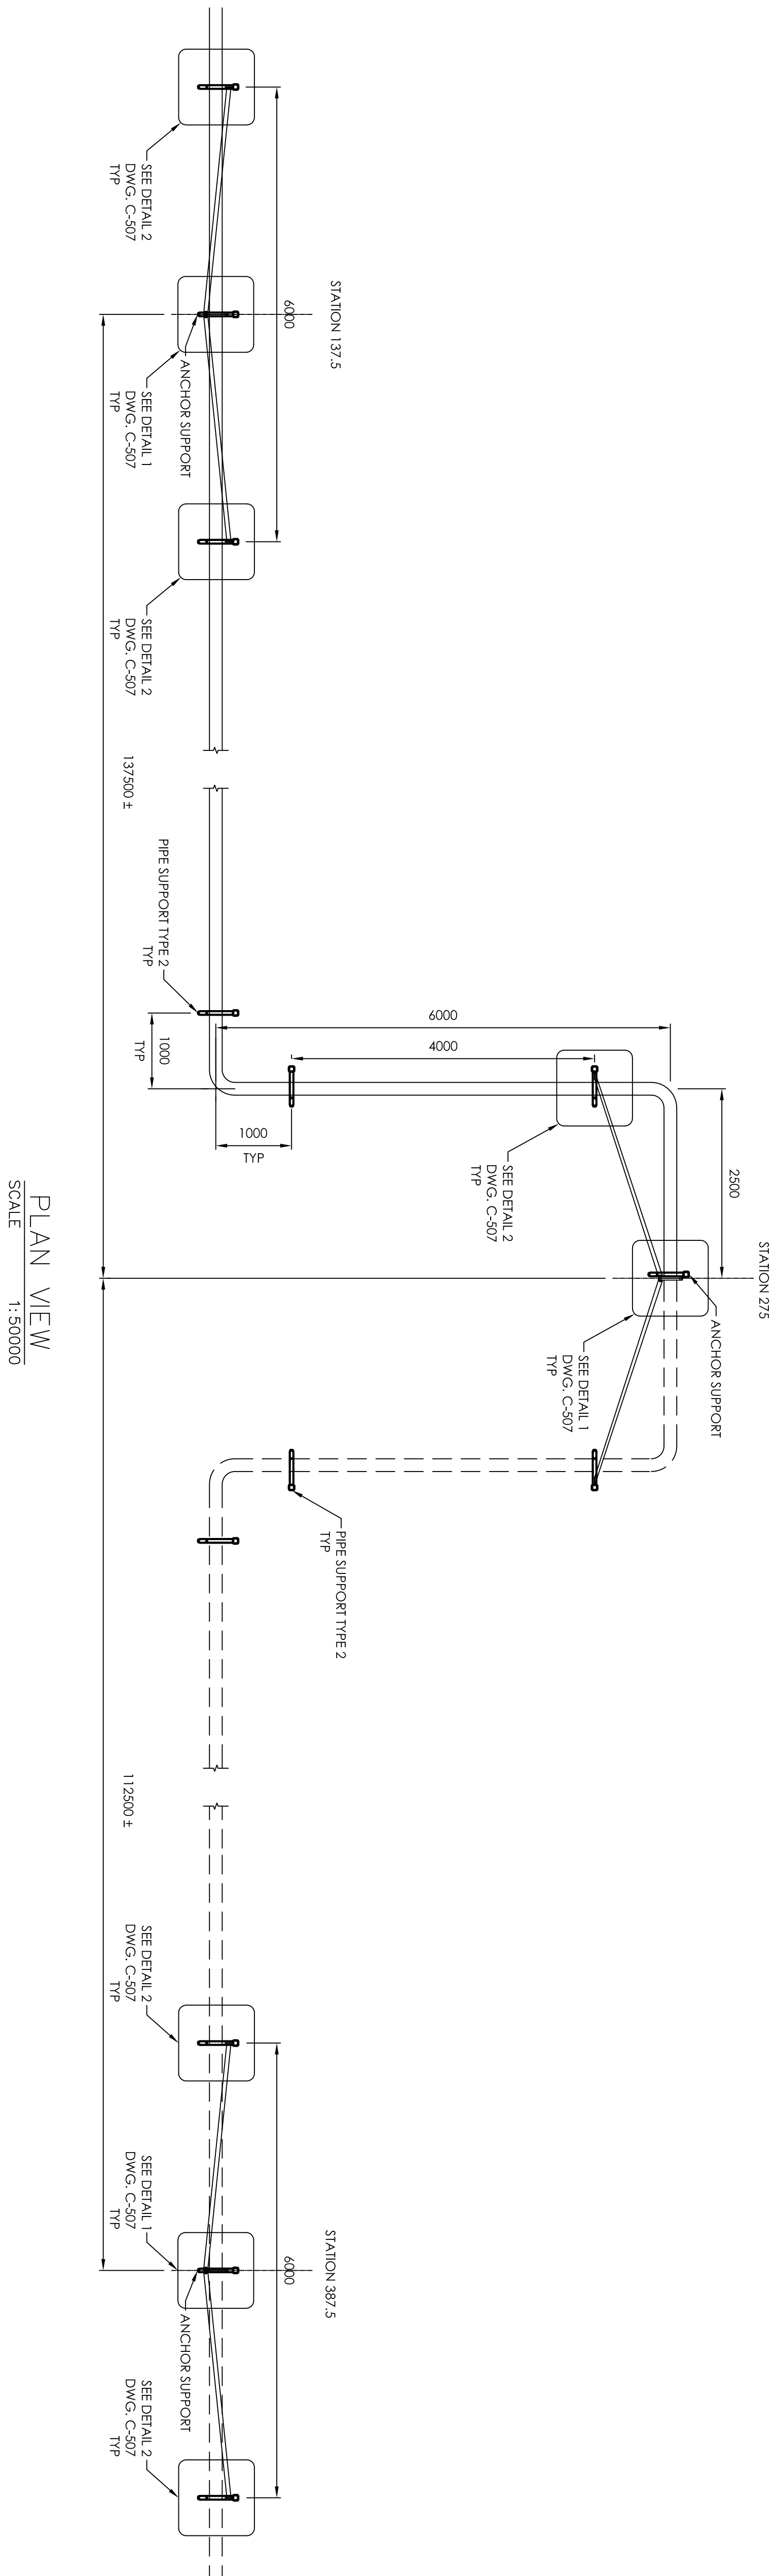 SEE DETAIL 2
DWG. C-507
TYP
6000
STATION 137.5
ANCHOR SUPPORT
SEE DETAIL 1
DWG. C-507
TYP
SEE DETAIL 2
DWG. C-507
TYP
137500 ±
PIPE SUPPORT TYPE 2
TYP
1000
TYP
6000
4000
1000
TYP
SEE DETAIL 2
DWG. C-507
TYP
2500
STATION 275
ANCHOR SUPPORT
SEE DETAIL 1
DWG. C-507
TYP
PIPE SUPPORT TYPE 2
TYP
112500 ±
SEE DETAIL 2
DWG. C-507
TYP
SEE DETAIL 1
DWG. C-507
TYP
6000
STATION 387.5
ANCHOR SUPPORT
SEE DETAIL 2
DWG. C-507
TYP
PLAN VIEW
SCALE 1:50000